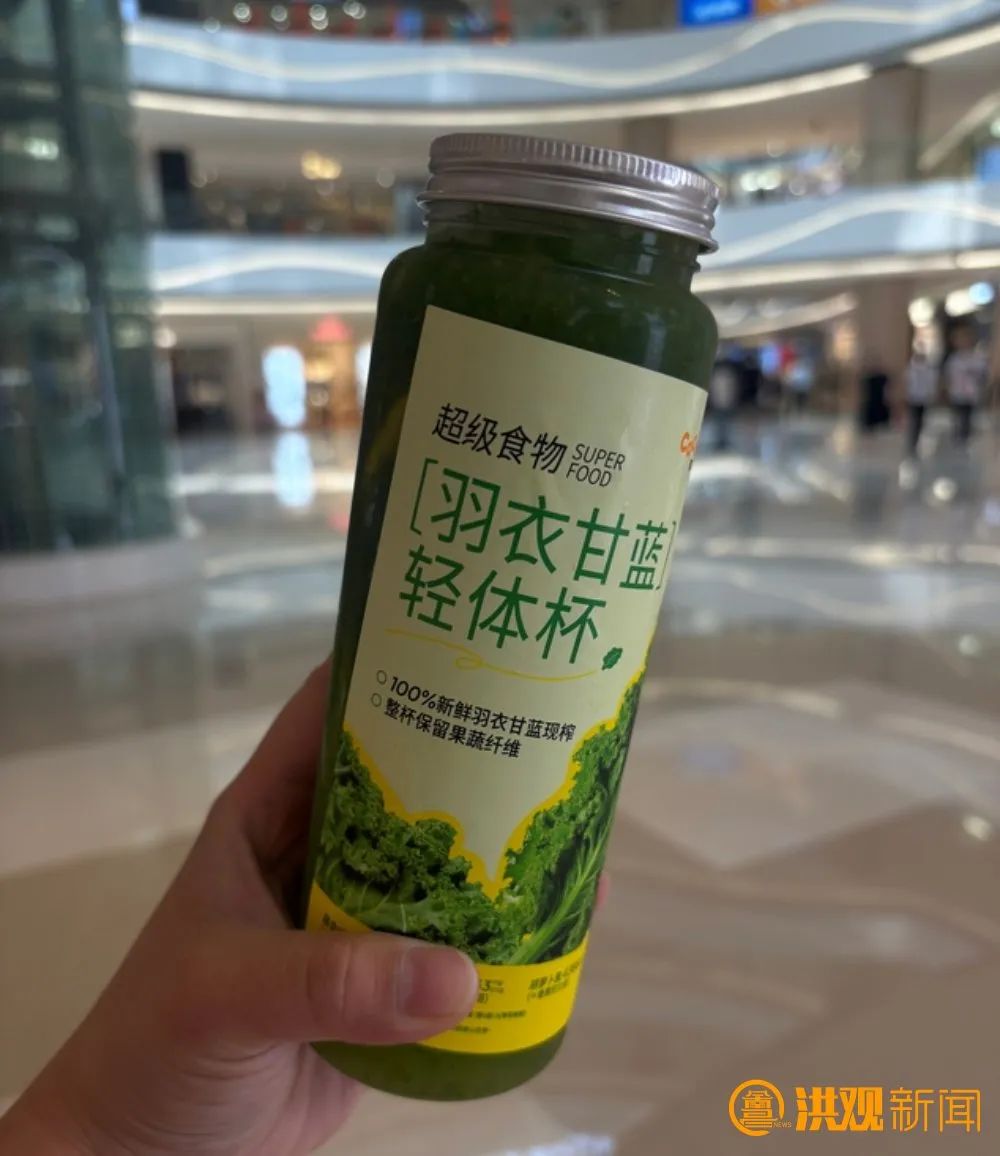 超级食物 SUPER FOOD
[羽衣甘蓝]
轻体杯
100%新鲜羽衣甘蓝现榨
整杯保留果蔬纤维
洪观新闻
NEWS